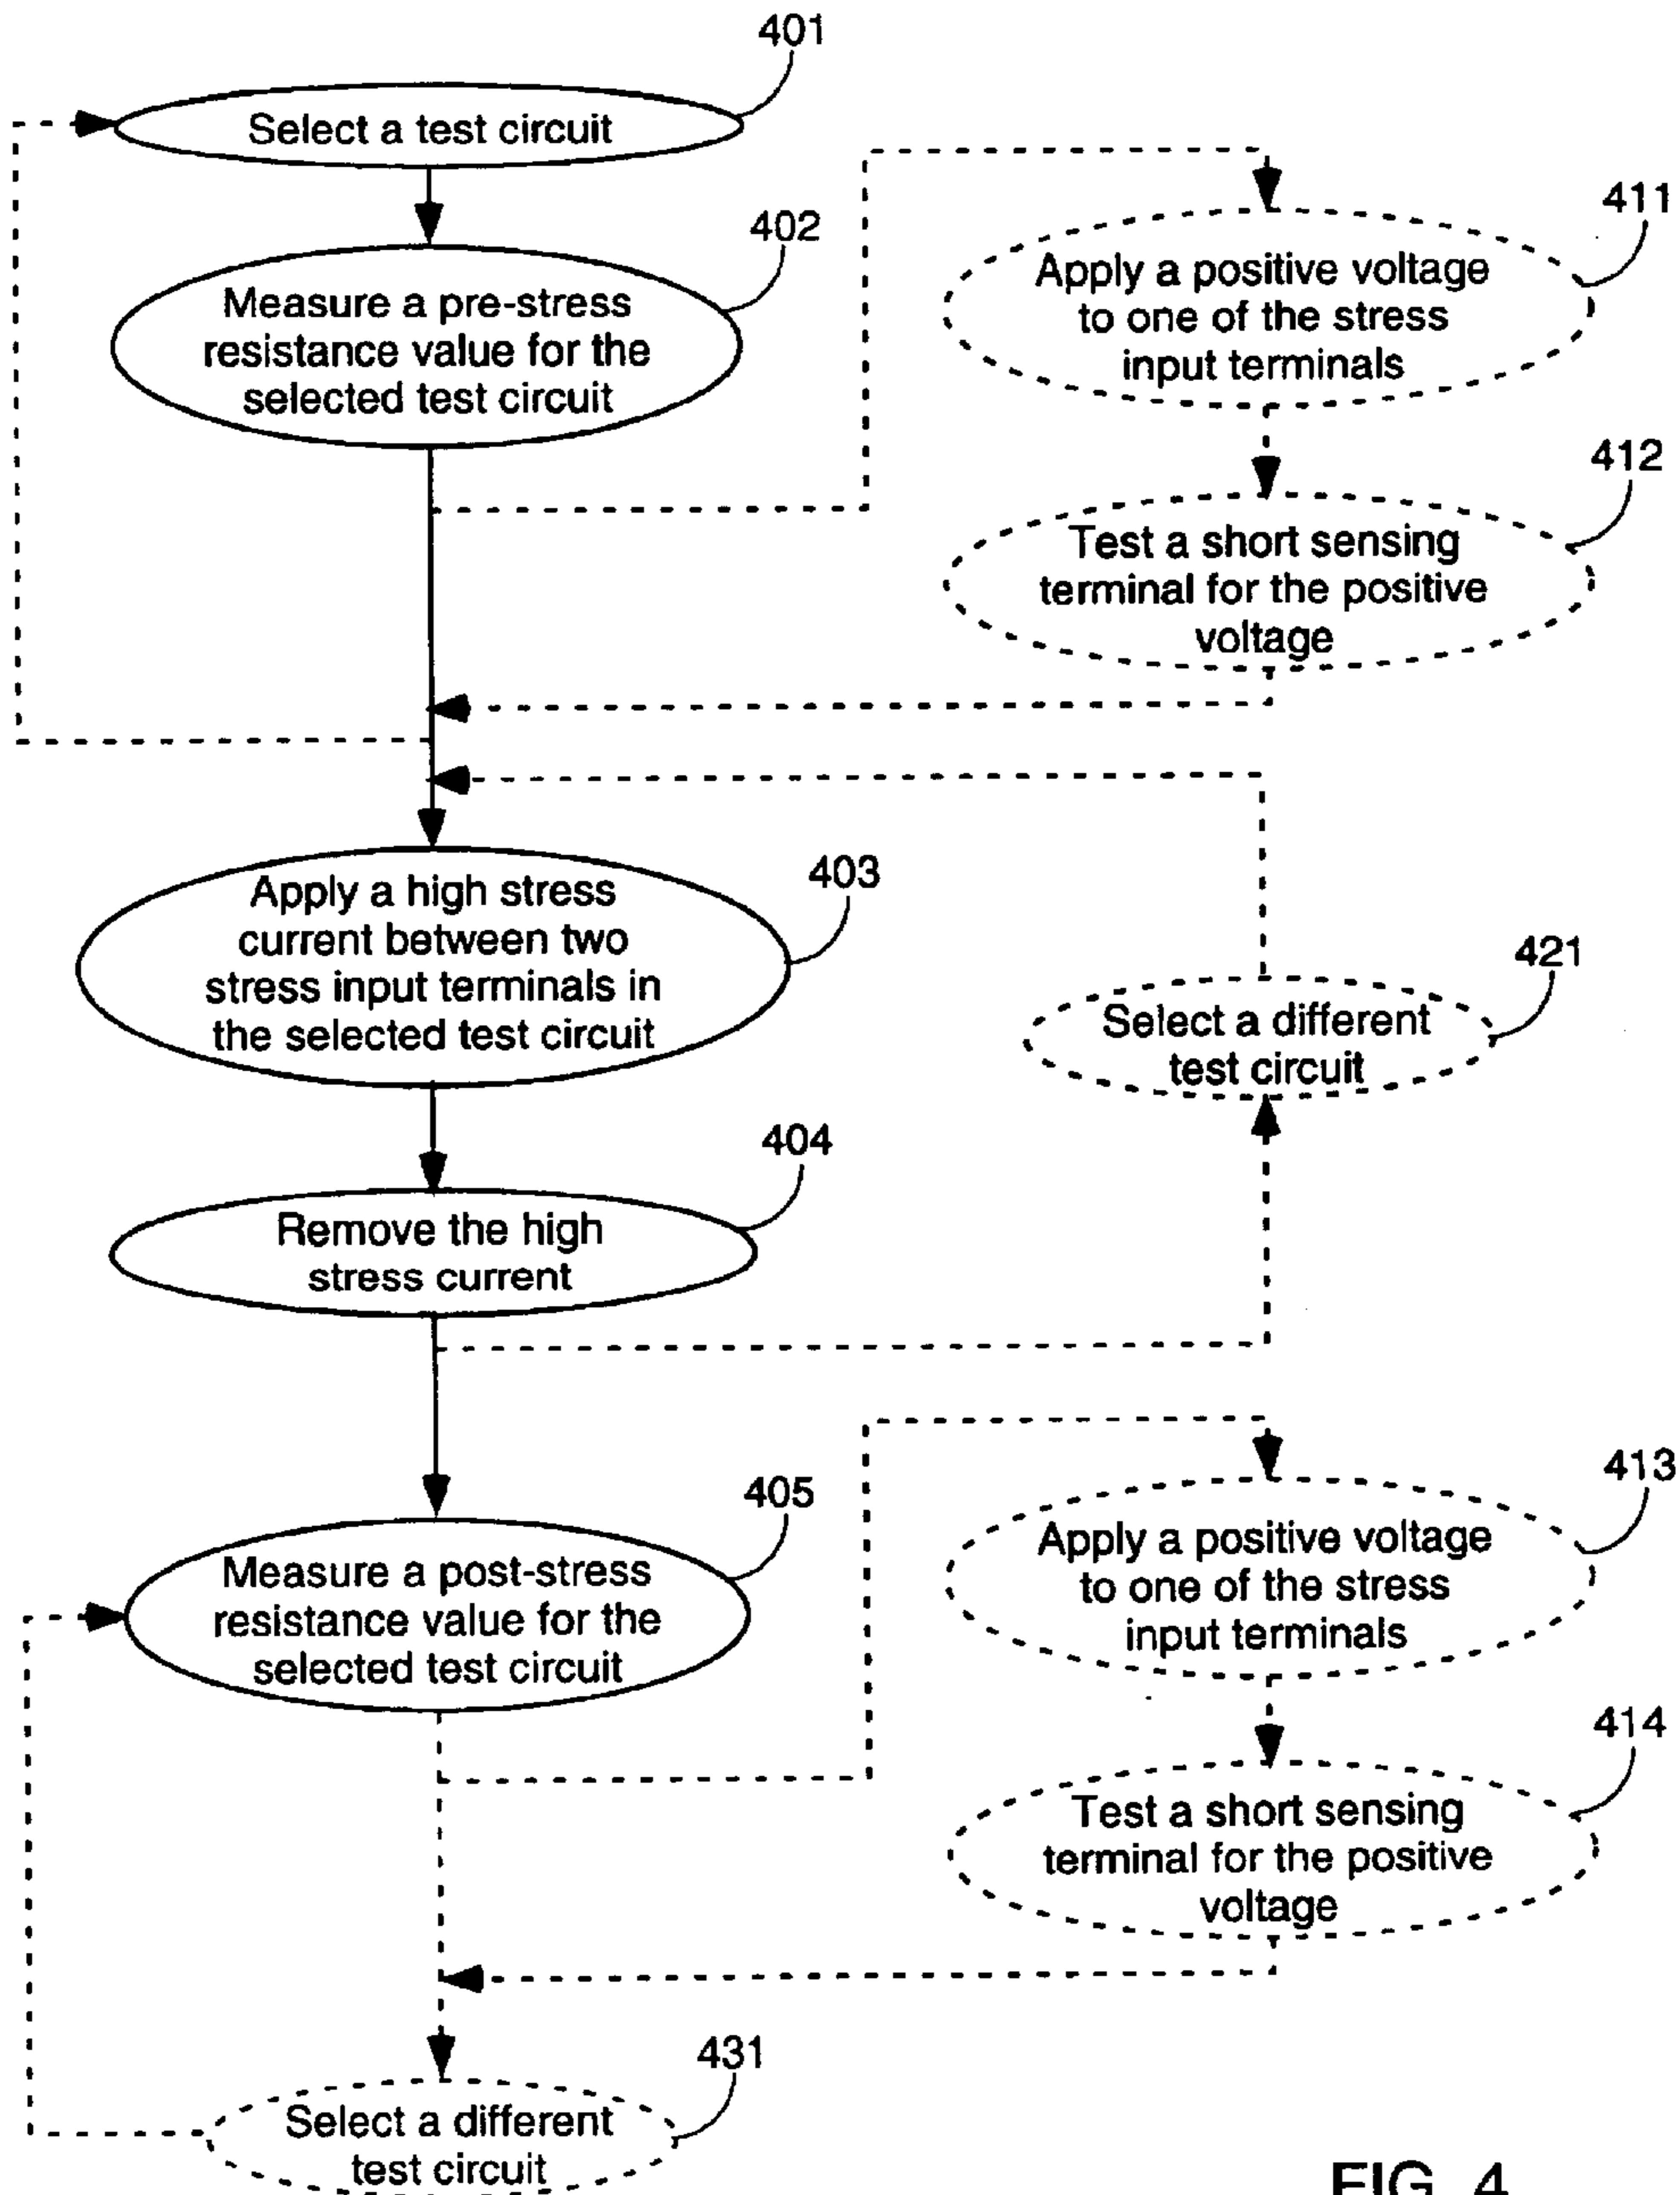 401
Select a test circuit
402
Measure a pre-stress
resistance value for the
selected test circuit
411
Apply a positive voltage
to one of the stress
input terminals
412
Test a short sensing
terminal for the positive
voltage
403
Apply a high stress
current between two
stress input terminals in
the selected test circuit
421
Select a different
test circuit
404
Remove the high
stress current
405
Measure a post-stress
resistance value for the
selected test circuit
413
Apply a positive voltage
to one of the stress
input terminals
414
Test a short sensing
terminal for the positive
voltage
431
Select a different
test circuit
FIG. 4